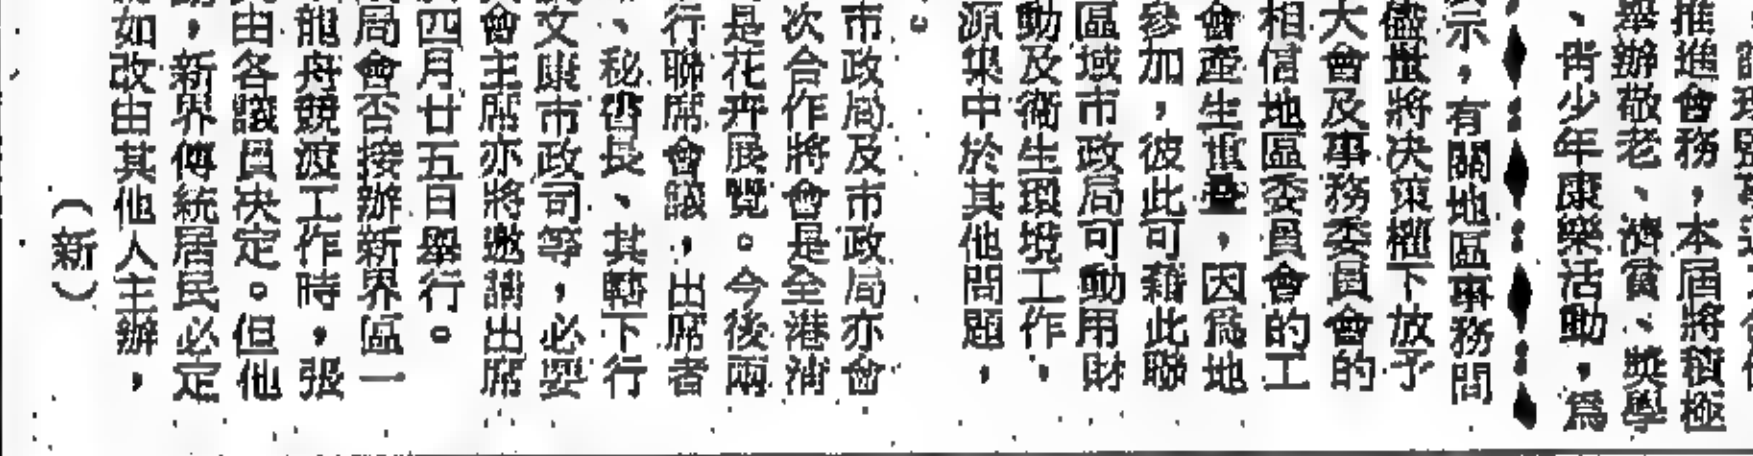 推進會務,本屆將積極
舉辦敬老、濟貧、獎學
、青少年康樂活動,爲
示,有關地區事務問
儘量將决策權下放予
大會及事務委員會的
相信地區委員會的工
會產生重疊,因爲地
參加,彼此可藉此聯
區域市政局可動用財
動及衞生環境工作,
源集中於其他問題,
。
市政局及市政局亦會
次合作將會是全港消
是花卉展覽。今後兩
行聯席會議,出席者
、秘書長、其轄下行
文康市政司等,必要
會主席亦將邀請出席
四月廿五日舉行。
局會否接辦新界區一
龍舟競渡工作時,張
由各議員决定。但他
,新界傳統居民必定
如改由其他人主辦,
(新)